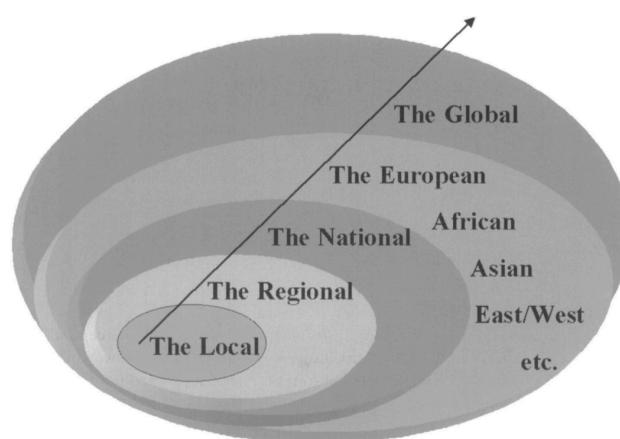 The Global
The European
African
The National
Asian
The Regional
East/West
The Local
etc.